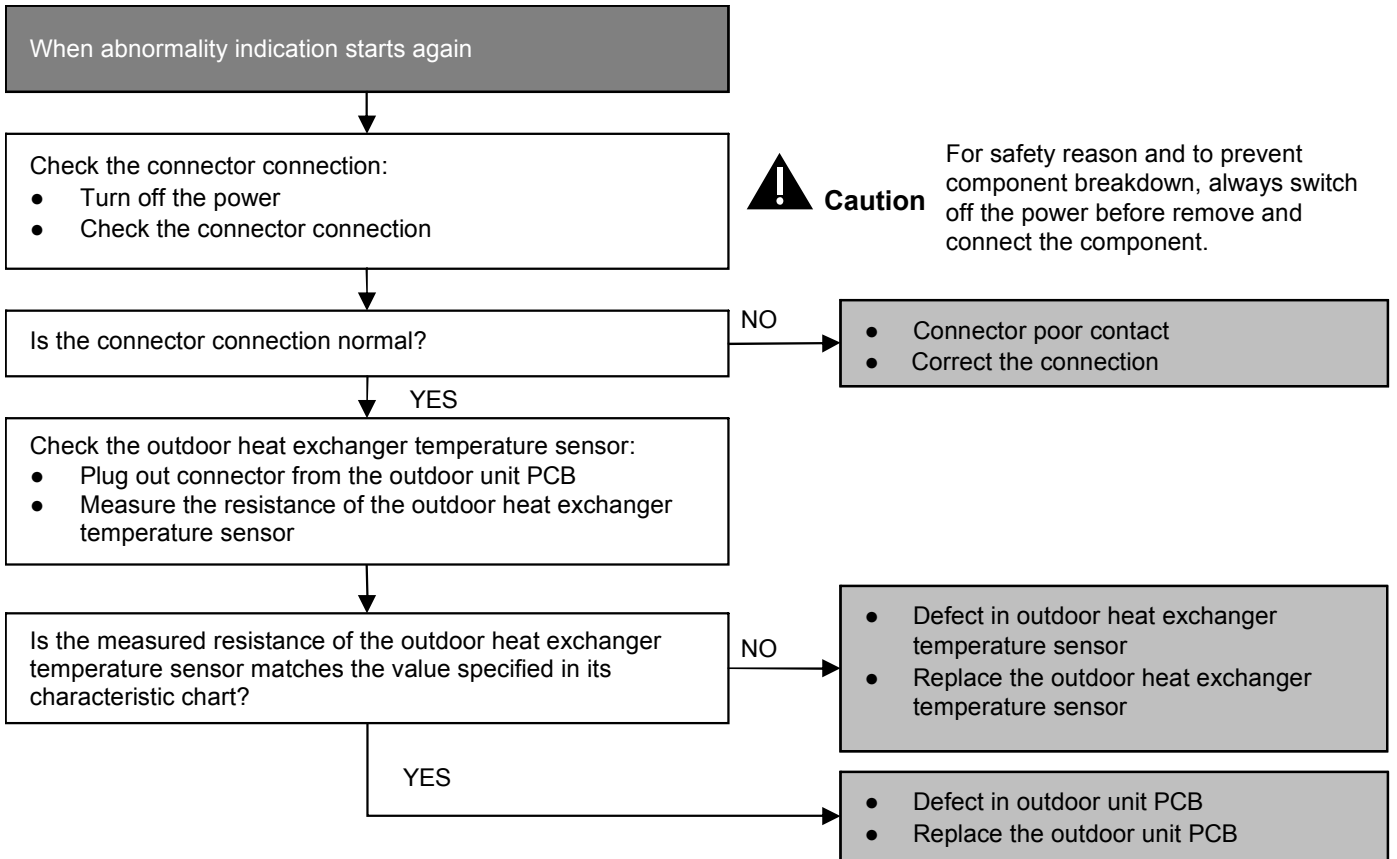 When abnormality indication starts again
Check the connector connection:
● Turn off the power
● Check the connector connection
Caution
For safety reason and to prevent
component breakdown, always switch
off the power before remove and
connect the component.
Is the connector connection normal?
NO
● Connector poor contact
● Correct the connection
YES
Check the outdoor heat exchanger temperature sensor:
● Plug out connector from the outdoor unit PCB
● Measure the resistance of the outdoor heat exchanger
temperature sensor
Is the measured resistance of the outdoor heat exchanger
temperature sensor matches the value specified in its
characteristic chart?
NO
● Defect in outdoor heat exchanger
temperature sensor
● Replace the outdoor heat exchanger
temperature sensor
YES
● Defect in outdoor unit PCB
● Replace the outdoor unit PCB